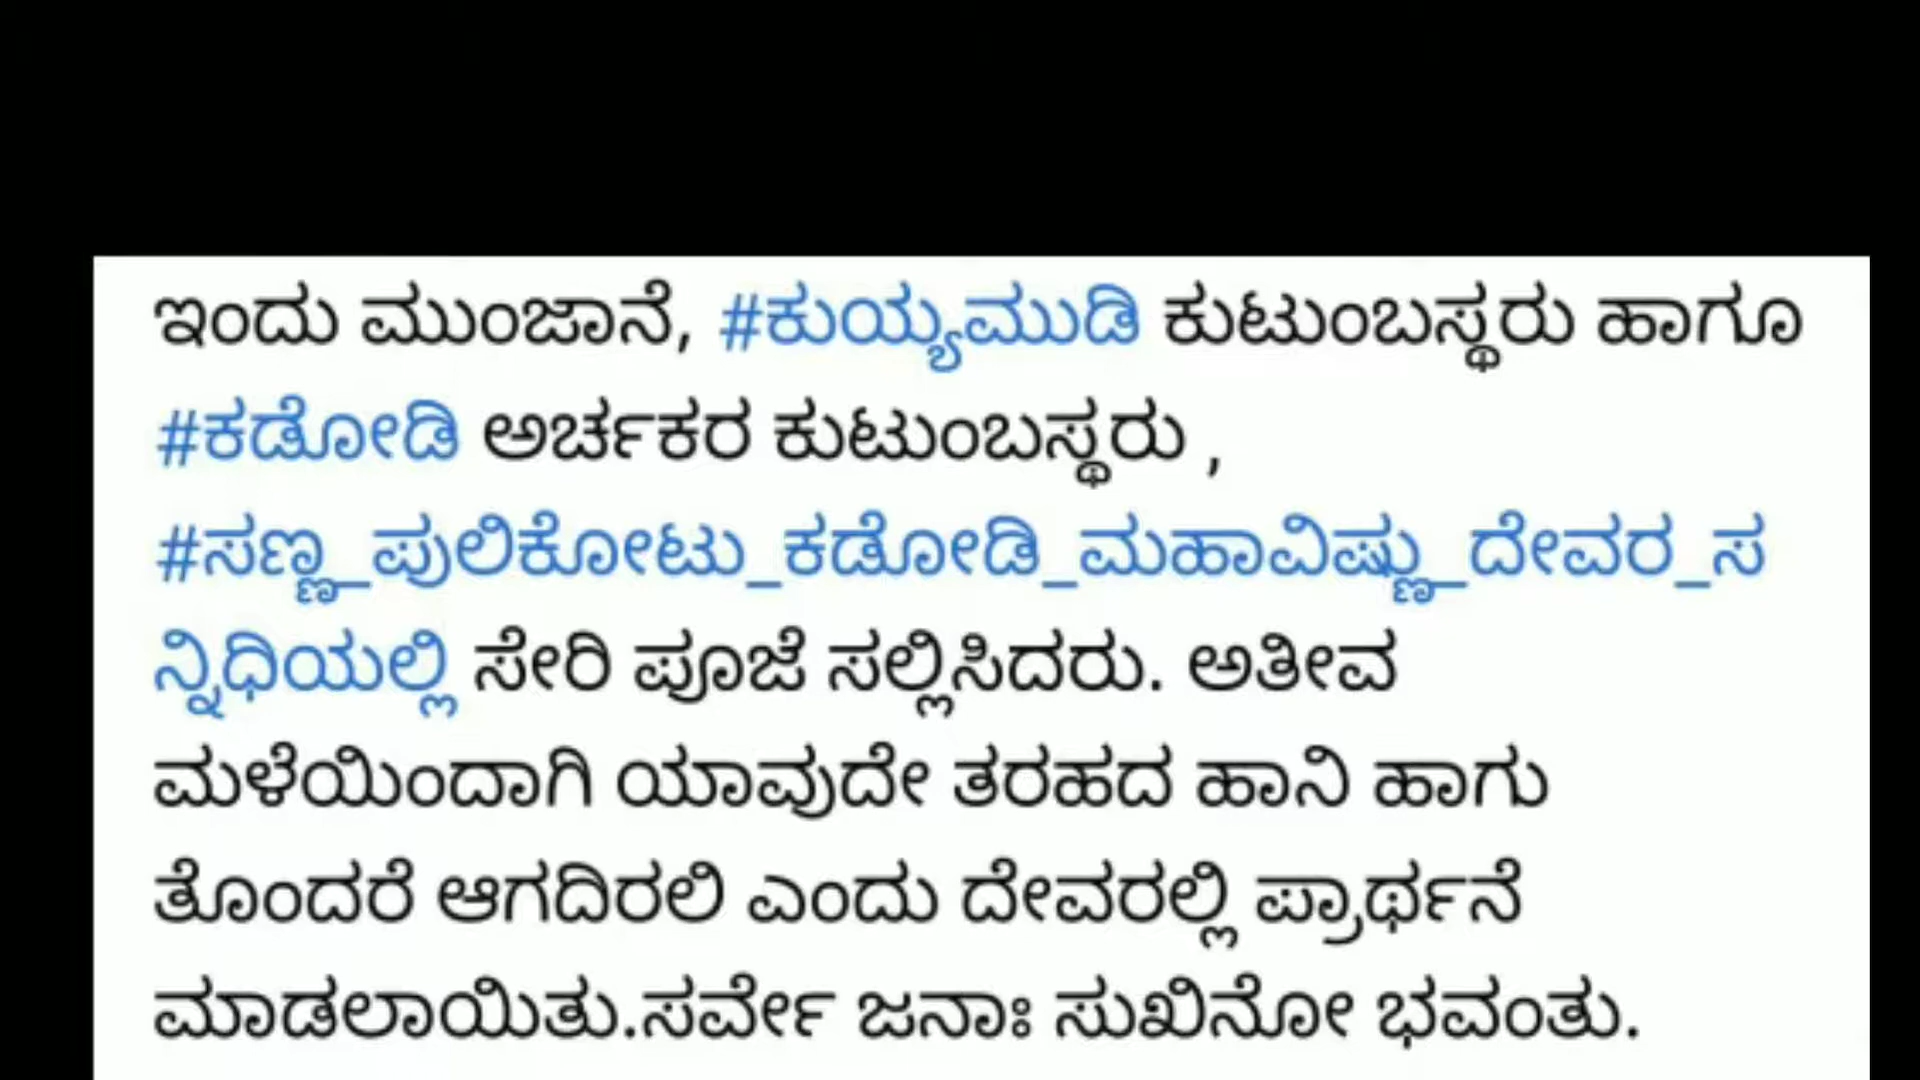 ಇಂದು ಮುಂಜಾನೆ, #ಕುಯ್ಯಮುಡಿ ಕುಟುಂಬಸ್ಥರು ಹಾಗೂ
#ಕಡೋಡಿ ಅರ್ಚಕರ ಕುಟುಂಬಸ್ಥರು ,
#ಸಣ್ಣ_ಪುಲಿಕೋಟು_ಕಡೋಡಿ_ಮಹಾವಿಷ್ಣು_ದೇವರ_ಸ
ನ್ನಿಧಿಯಲ್ಲಿ ಸೇರಿ ಪೂಜೆ ಸಲ್ಲಿಸಿದರು. ಅತೀವ
ಮಳೆಯಿಂದಾಗಿ ಯಾವುದೇ ತರಹದ ಹಾನಿ ಹಾಗು
ತೊಂದರೆ ಆಗದಿರಲಿ ಎಂದು ದೇವರಲ್ಲಿ ಪ್ರಾರ್ಥನೆ
ಮಾಡಲಾಯಿತು.ಸರ್ವೇ ಜನಾಃ ಸುಖಿನೋ ಭವಂತು.